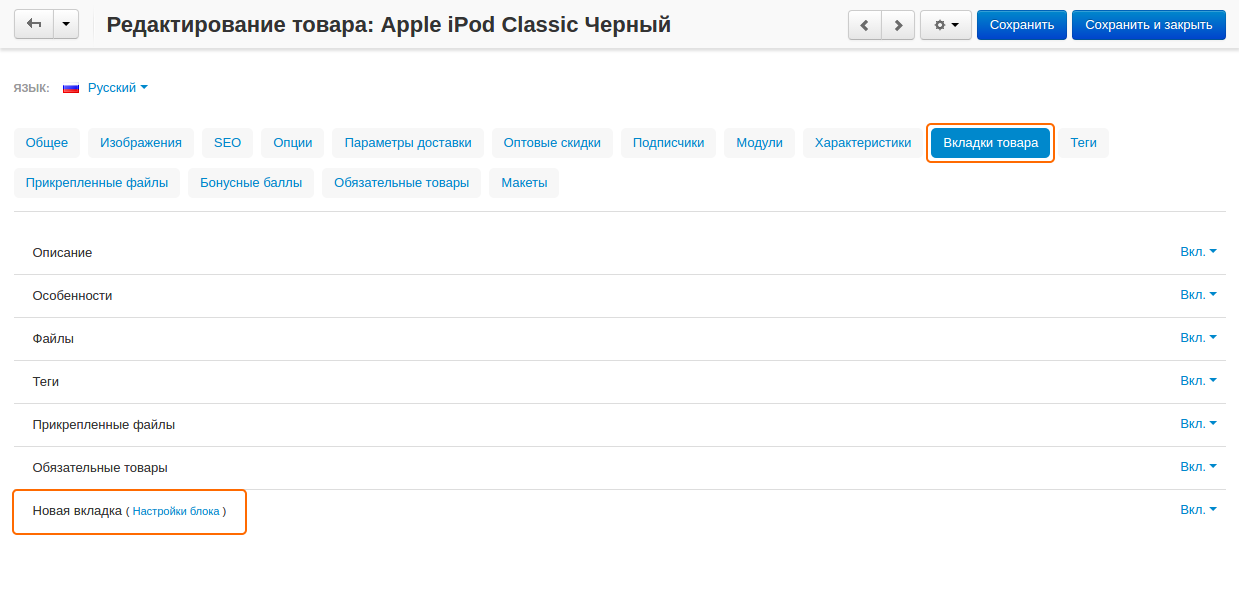 Редактирование товара: Apple iPod Classic Черный
Сохранить
Сохранить и закрыть
ЯЗЫК: Русский
Общее Изображения SEO Опции Параметры доставки Оптовые скидки Подписчики Модули Характеристики Вкладки товара Теги
Прикрепленные файлы Бонусные баллы Обязательные товары Макеты
Описание Вкл.
Особенности Вкл.
Файлы Вкл.
Теги Вкл.
Прикрепленные файлы Вкл.
Обязательные товары Вкл.
Новая вкладка ( Настройки блока ) Вкл.